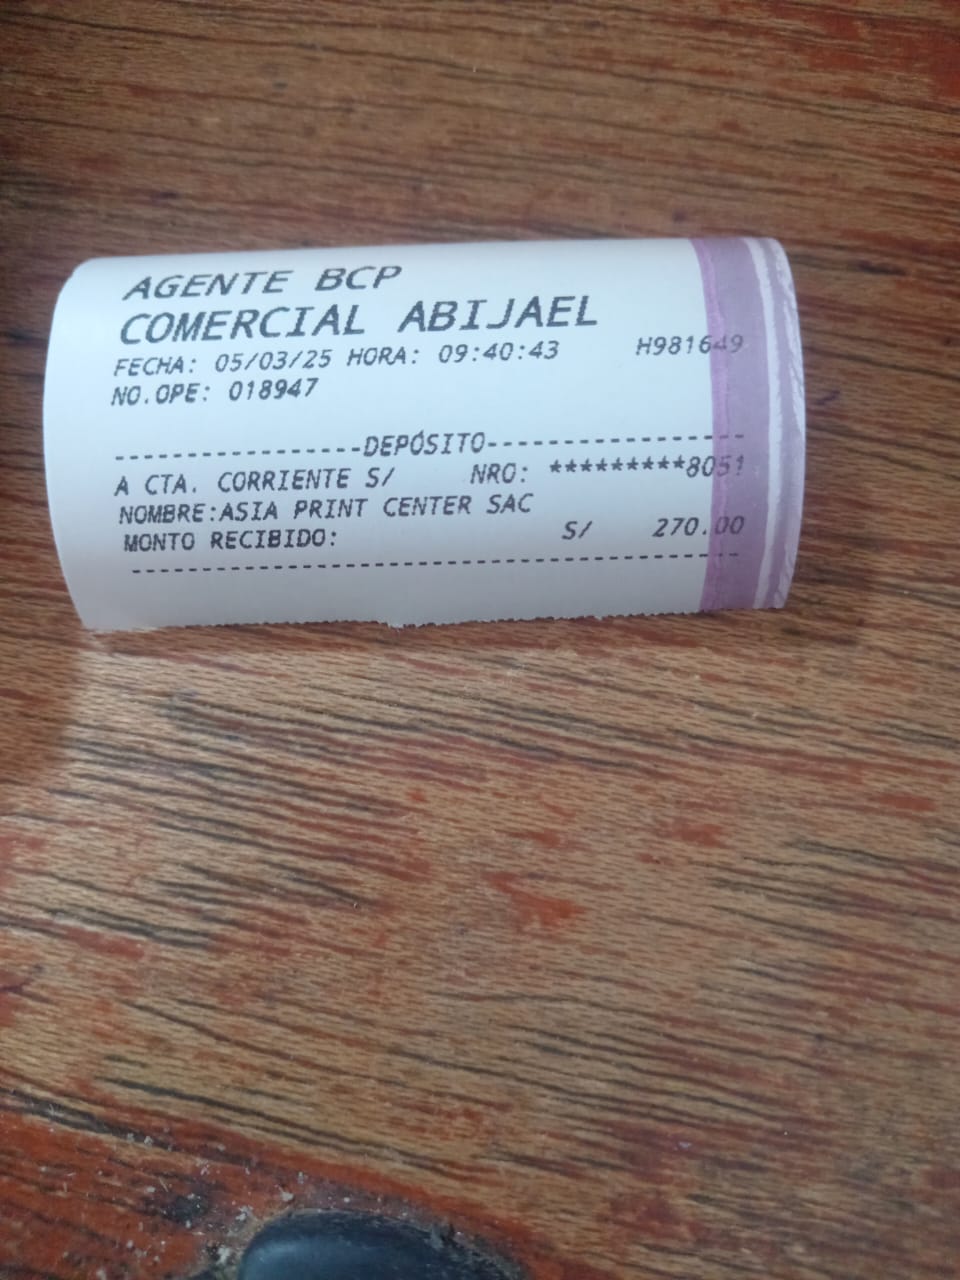 AGENTE BCP
COMERCIAL ABIJAEL
FECHA: 05/03/25 HORA: 09:40:43 H981649
NO.OPE: 018947
------------------DEPÓSITO------------------
A CTA. CORRIENTE S/ NRO: *********8051
NOMBRE:ASIA PRINT CENTER SAC
MONTO RECIBIDO: S/ 270.00
--------------------------------------------